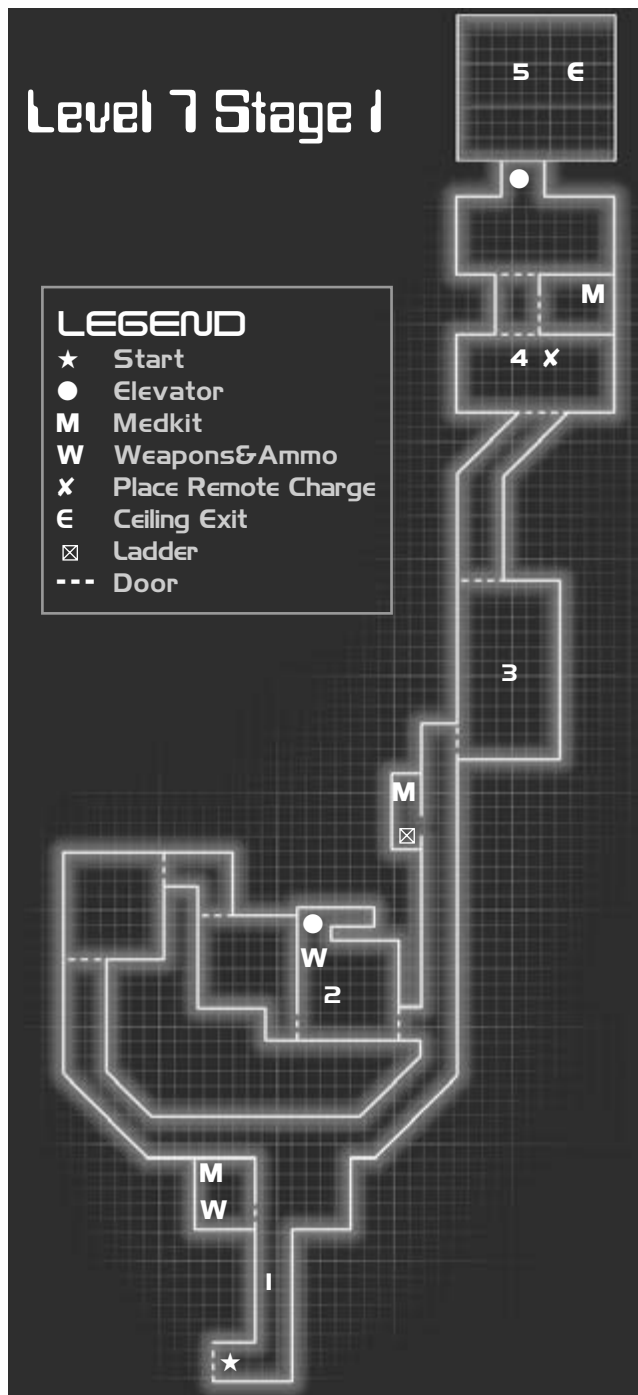 5 E
Level 7 Stage 1
LEGEND
★ Start
● Elevator
M Medkit
W Weapons&Ammo
✘ Place Remote Charge
E Ceiling Exit
☒ Ladder
--- Door
M
4 ✘
3
M
W
2
M
W
1